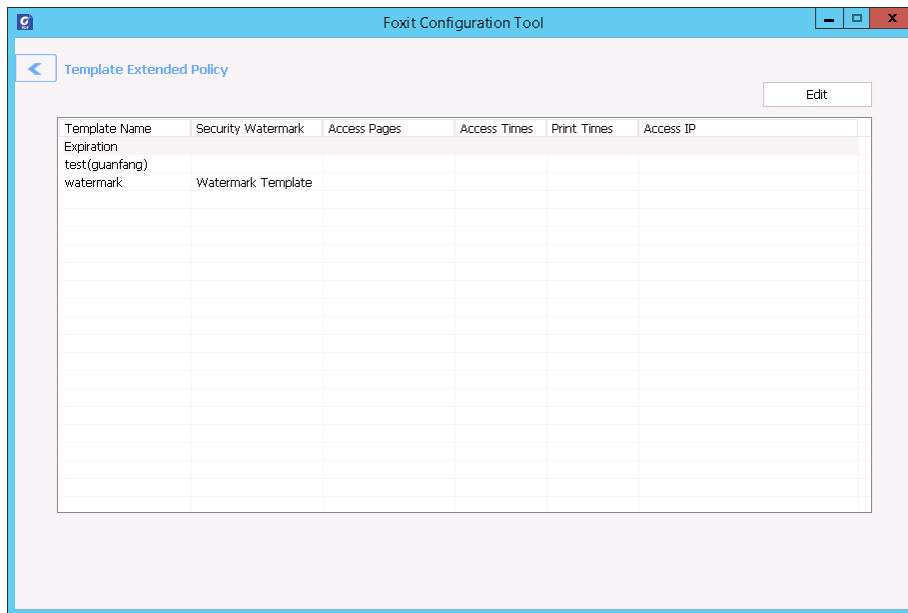 Foxit Configuration Tool
Template Extended Policy
Edit
Template Name Security Watermark Access Pages Access Times Print Times Access IP
Expiration
test(guanfang)
watermark Watermark Template